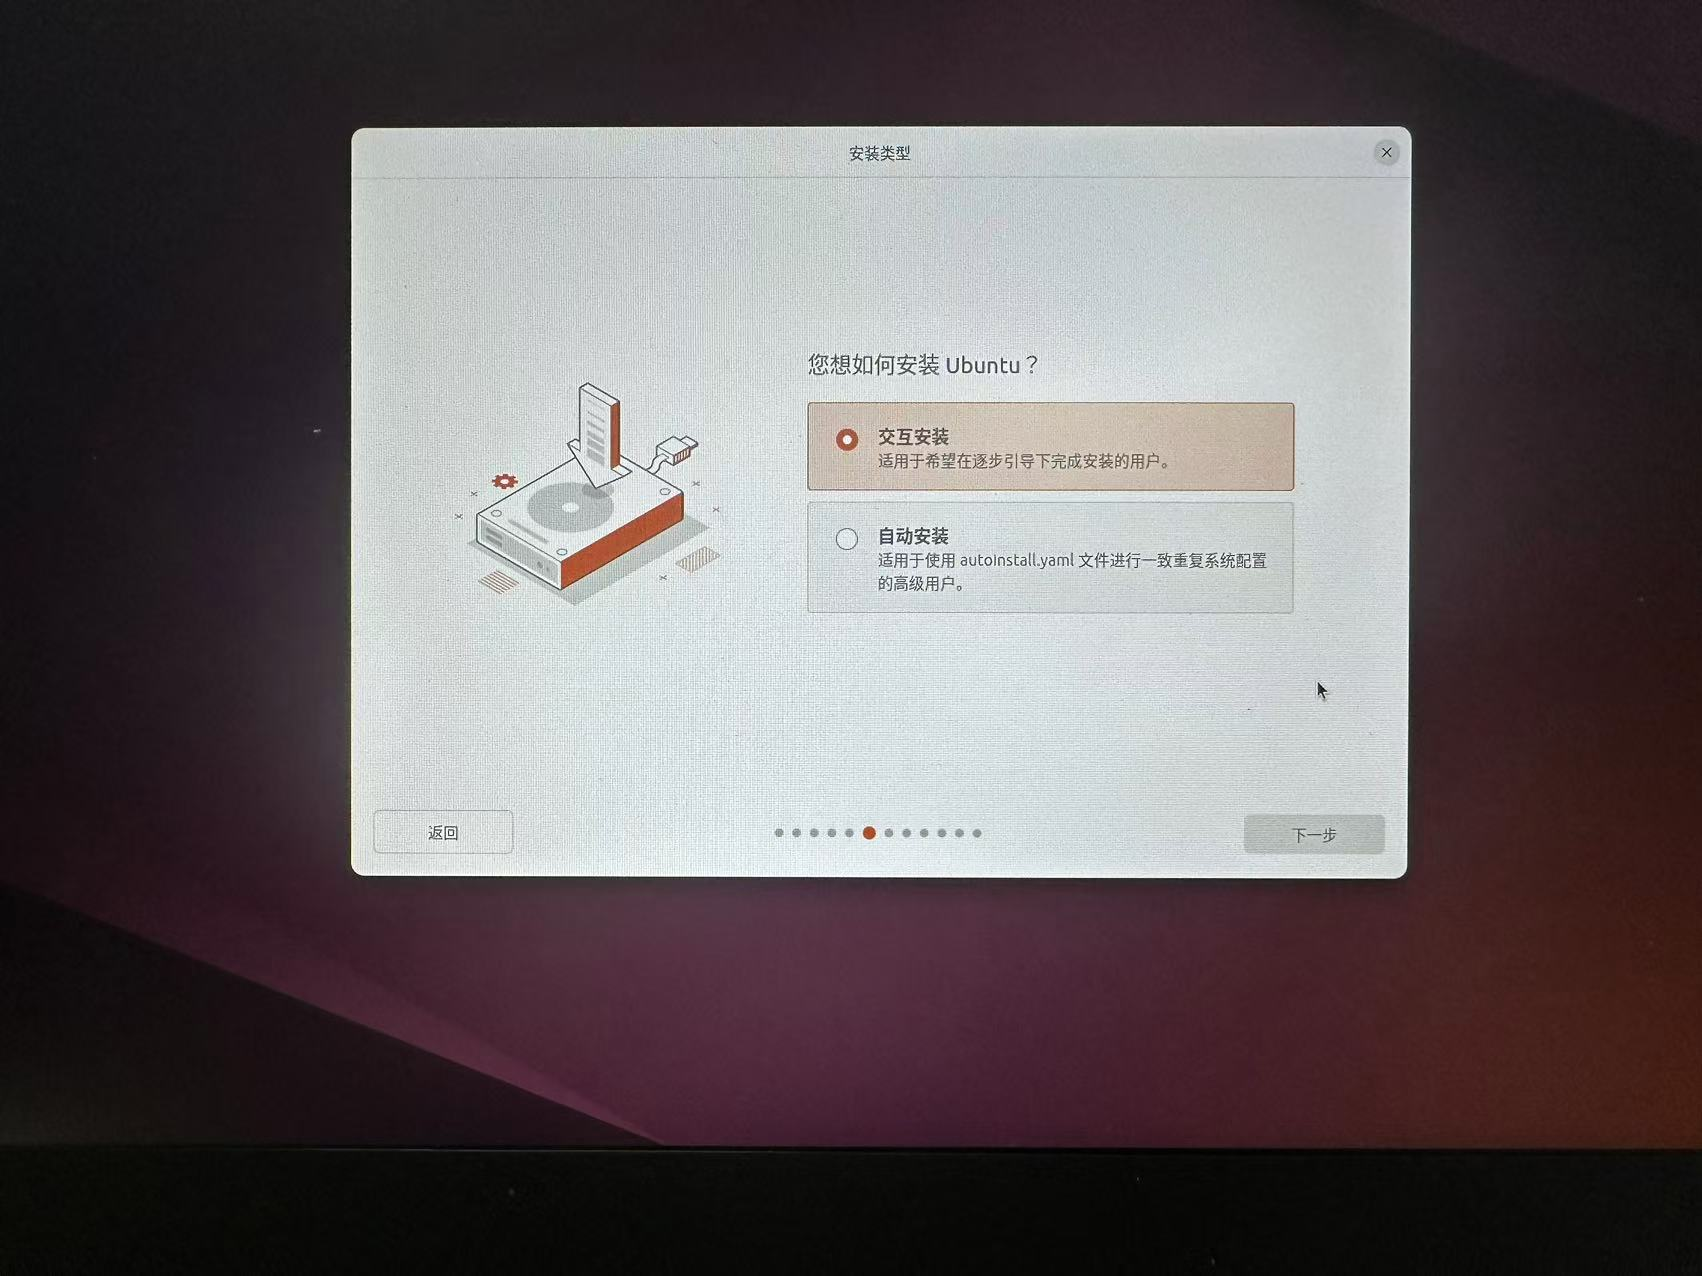 安装类型
您想如何安装 Ubuntu？
交互安装
适用于希望在逐步引导下完成安装的用户。
自动安装
适用于使用 autoinstall.yaml 文件进行一致重复系统配置
的高级用户。
返回
下一步